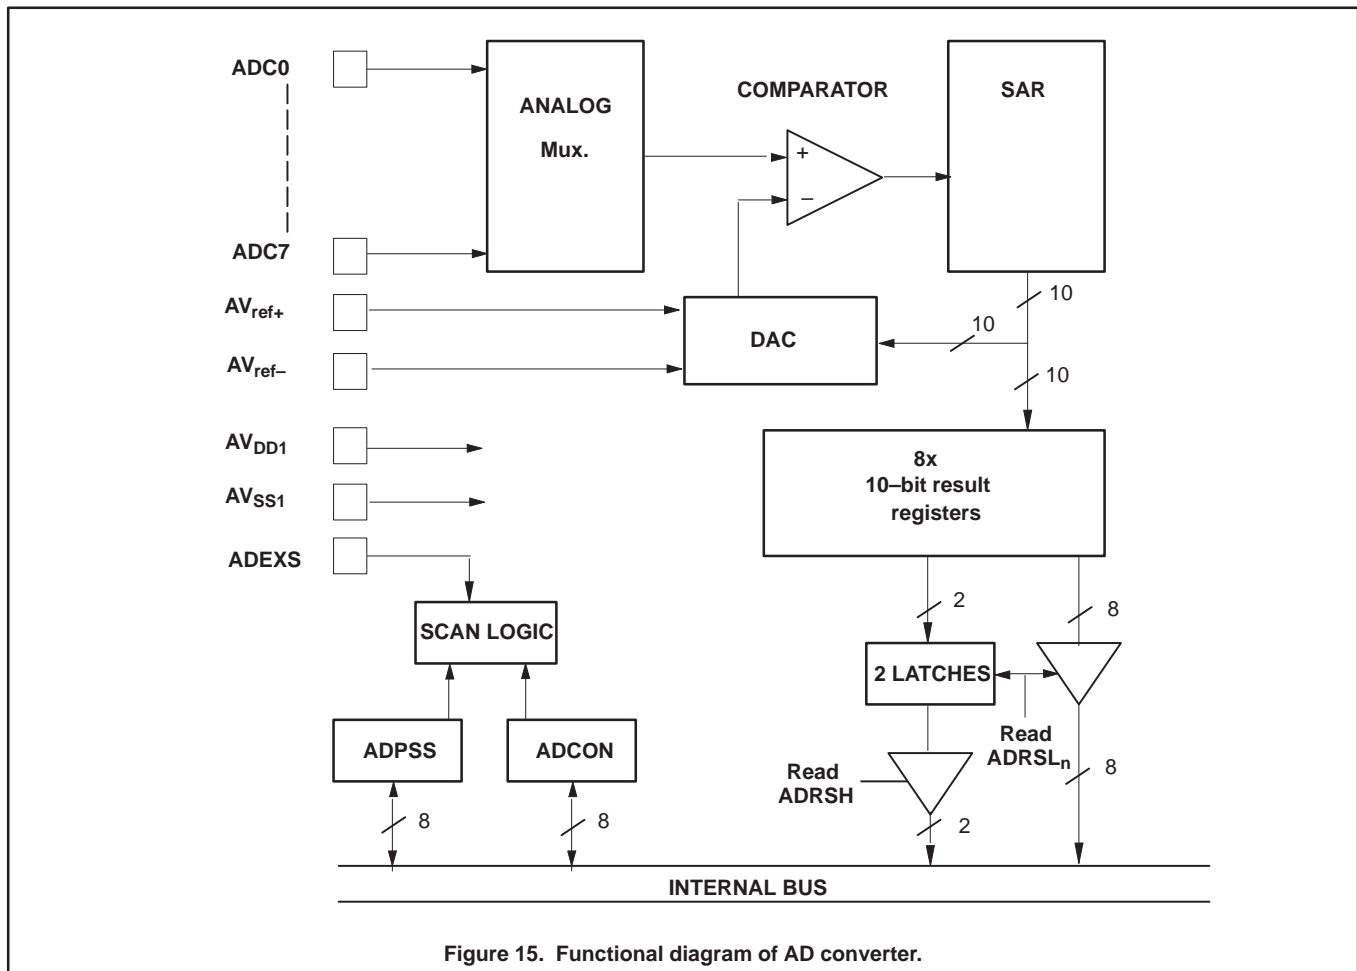 ADC0
ANALOG
Mux.
COMPARATOR
SAR
+
–
ADC7
AVref+
10
10
DAC
AVref–
10
AVDD1
8x
10–bit result
registers
AVSS1
ADEXS
2
8
SCAN LOGIC
2 LATCHES
ADPSS
ADCON
Read
ADRSLn
Read
ADRSH
8
8
8
2
INTERNAL BUS
Figure 15. Functional diagram of AD converter.